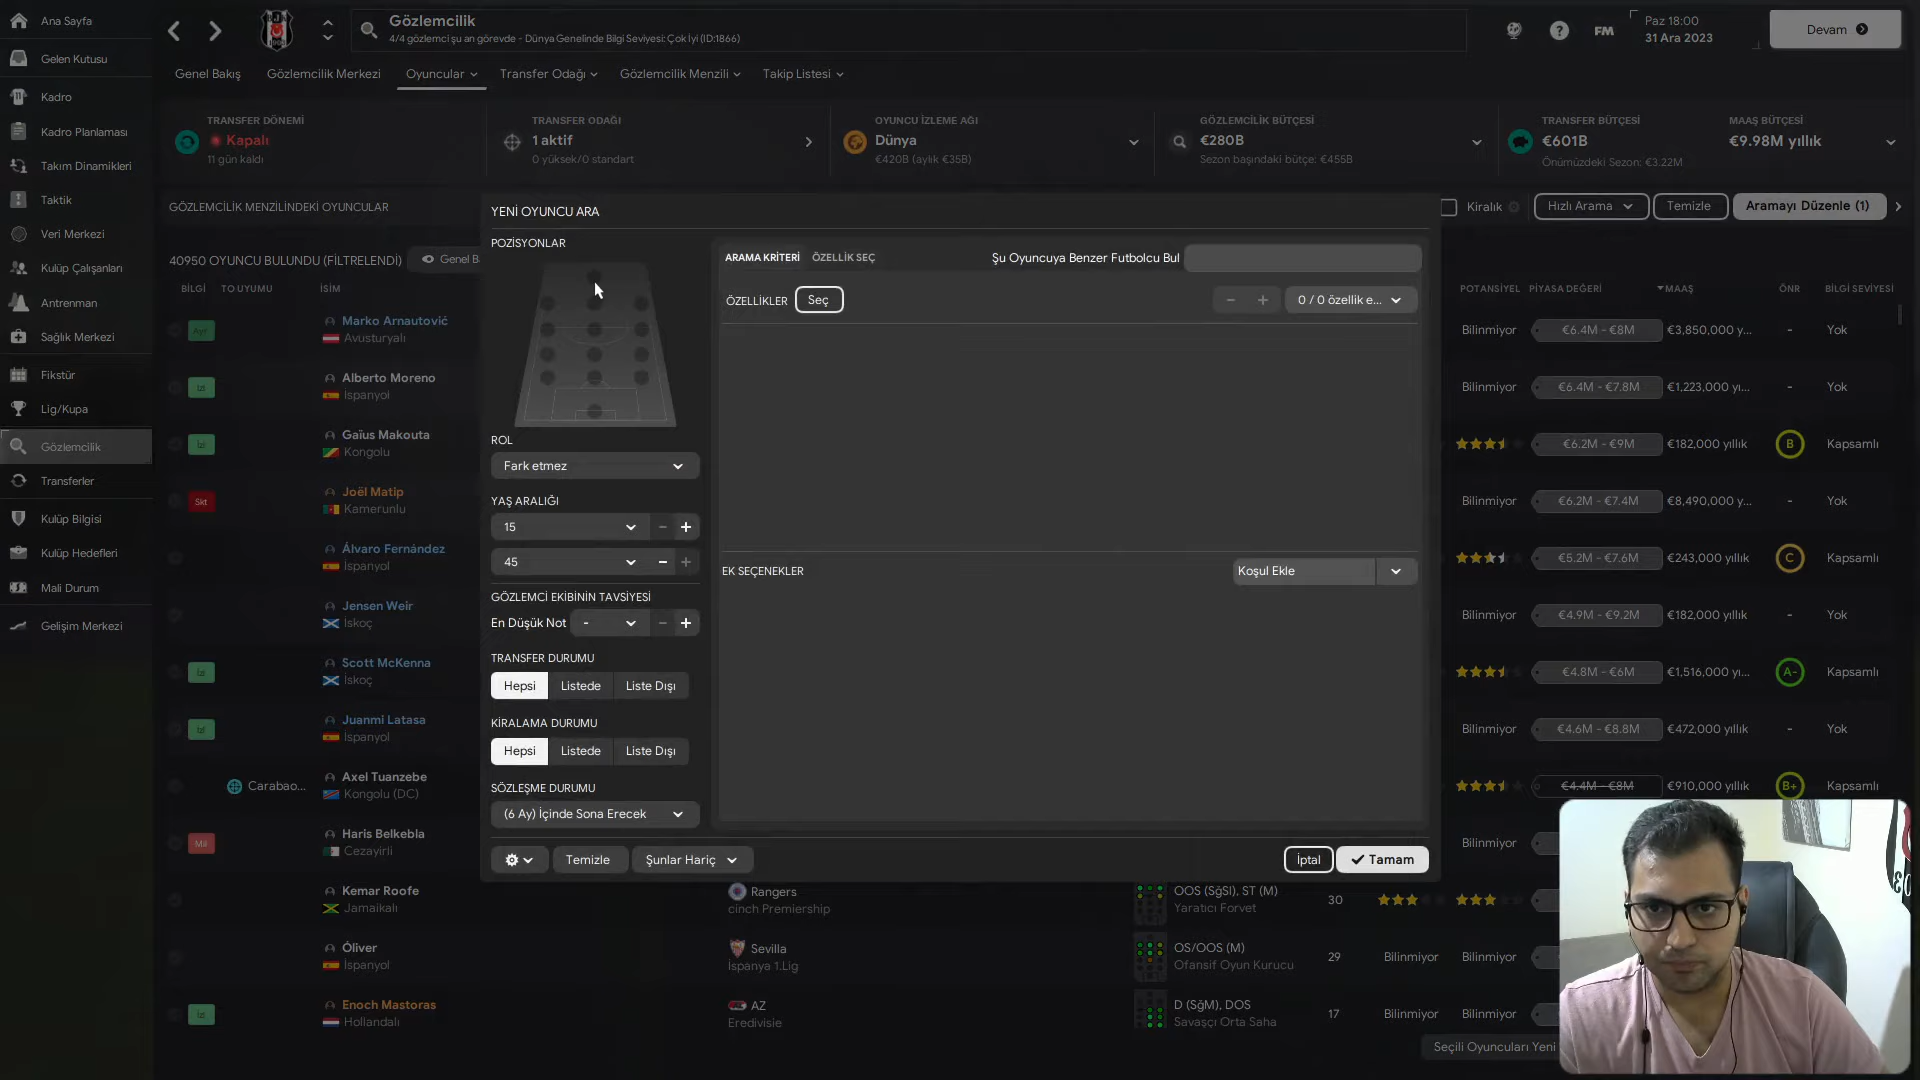 Ana Sayfa
Gelen Kutusu
Kadro
Kadro Planlaması
Takım Dinamikleri
Taktik
Veri Merkezi
Kulüp Çalışanları
Antrenman
Sağlık Merkezi
Fikstür
Lig/Kupa
Gözlemcilik
Transferler
Kulüp Bilgisi
Kulüp Hedefleri
Mali Durum
Gelişim Merkezi
Gözlemcilik
4/4 gözlemci şu an görevde - Dünya Genelinde Bilgi Seviyesi: Çok İyi (ID:1866)
FM
Paz 18:00
31 Ara 2023
Devam
Genel Bakış
Gözlemcilik Merkezi
Oyuncular
Transfer Odağı
Gözlemcilik Menzili
Takip Listesi
TRANSFER DÖNEMİ
Kapalı
11 gün kaldı
TRANSFER ODAĞI
1 aktif
0 yüksek/0 standart
OYUNCU İZLEME AĞI
Dünya
€420B (aylık €35B)
GÖZLEMCİLİK BÜTÇESİ
€280B
Sezon başındaki bütçe: €455B
TRANSFER BÜTÇESİ
€601B
Önümüzdeki Sezon: €3.22M
MAAŞ BÜTÇESİ
€9.98M yıllık
GÖZLEMCİLİK MENZİLİNDEKİ OYUNCULAR
Kiralık
Hızlı Arama
Temizle
Aramayı Düzenle (1)
40950 OYUNCU BULUNDU (FİLTRELENDİ)
Genel B
BİLGİ TO UYUMU İSİM
POTANSİYEL PİYASA DEĞERİ MAAŞ ÖNR BİLGİ SEVİYESİ
Marko Arnautović
Avusturyalı
Bilinmiyor €6.4M - €8M €3,850,000 y... - Yok
İzl
Alberto Moreno
İspanyol
Bilinmiyor €6.4M - €7.8M €1,223,000 yı... - Yok
İzl
Gaïus Makouta
Kongolu
€6.2M - €9M €182,000 yıllık B Kapsamlı
Skt
Joël Matip
Kamerunlu
Bilinmiyor €6.2M - €7.4M €8,490,000 y... - Yok
Álvaro Fernández
İspanyol
€5.2M - €7.6M €243,000 yıllık C Kapsamlı
Jensen Weir
İskoç
Bilinmiyor €4.9M - €9.2M €182,000 yıllık - Yok
İzl
Scott McKenna
İskoç
€4.8M - €6M €1,516,000 yı... A- Kapsamlı
İzl
Juanmi Latasa
İspanyol
Bilinmiyor €4.6M - €8.8M €472,000 yıllık - Yok
Carabao...
Axel Tuanzebe
Kongolu (DC)
€4.4M - €8M €910,000 yıllık B+ Kapsamlı
Mil
Haris Belkebla
Cezayirli
Bilinmiyor
Kemar Roofe
Jamaikalı
Rangers
cinch Premiership
OOS (SğSl), ST (M)
Yaratıcı Forvet
30
Óliver
İspanyol
Sevilla
İspanya 1.Lig
OS/OOS (M)
Ofansif Oyun Kurucu
29 Bilinmiyor Bilinmiyor
İzl
Enoch Mastoras
Hollandalı
AZ
Eredivisie
D (SğM), DOS
Savaşçı Orta Saha
17 Bilinmiyor Bilinmiyor
Seçili Oyuncuları Yeni
YENİ OYUNCU ARA
POZİSYONLAR
ROL
Fark etmez
YAŞ ARALIĞI
15
45
GÖZLEMCİ EKİBİNİN TAVSİYESİ
En Düşük Not -
TRANSFER DURUMU
Hepsi Listede Liste Dışı
KİRALAMA DURUMU
Hepsi Listede Liste Dışı
SÖZLEŞME DURUMU
(6 Ay) İçinde Sona Erecek
ARAMA KRİTERİ ÖZELLİK SEÇ Şu Oyuncuya Benzer Futbolcu Bul
ÖZELLİKLER Seç 0 / 0 özellik e...
EK SEÇENEKLER Koşul Ekle
Temizle Şunlar Hariç İptal Tamam